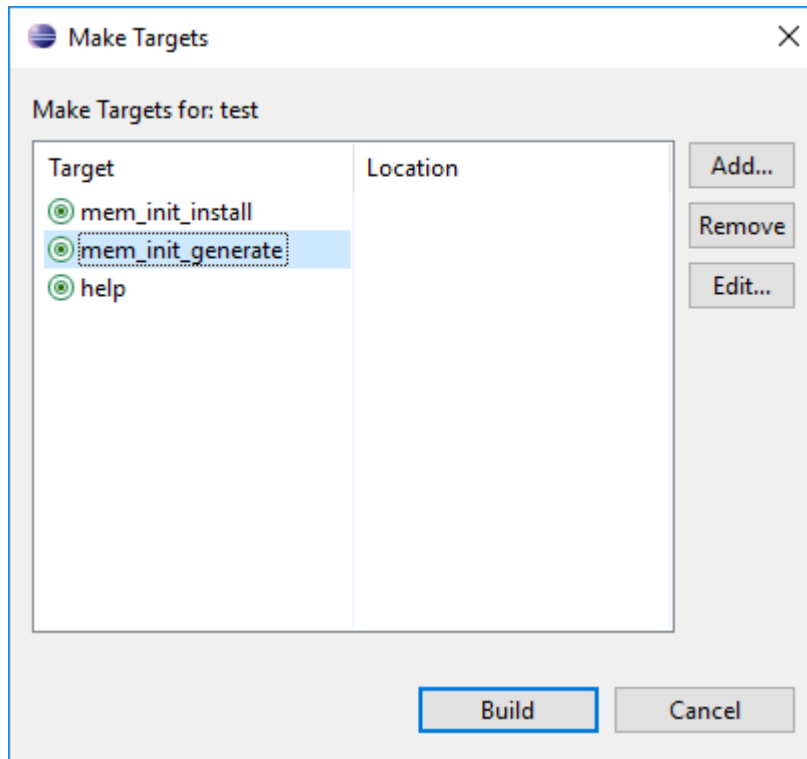 Make Targets
Make Targets for: test
Target Location
mem_init_install
mem_init_generate
help
Add...
Remove
Edit...
Build Cancel